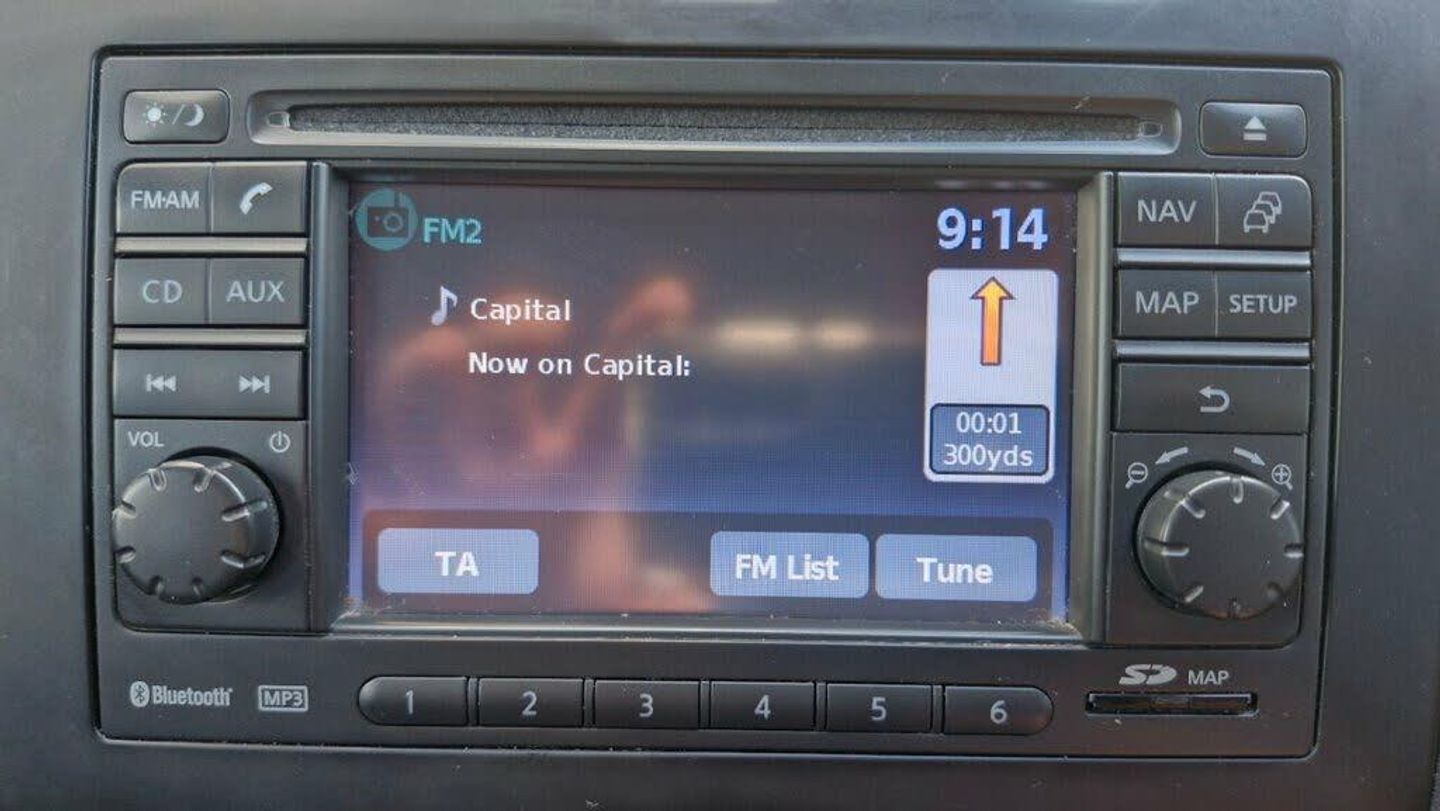 FM·AM
NAV
CD
AUX
MAP
SETUP
VOL
FM2
9:14
Capital
Now on Capital:
00:01
300yds
TA
FM List
Tune
Bluetooth
MP3
1
2
3
4
5
6
SD
MAP